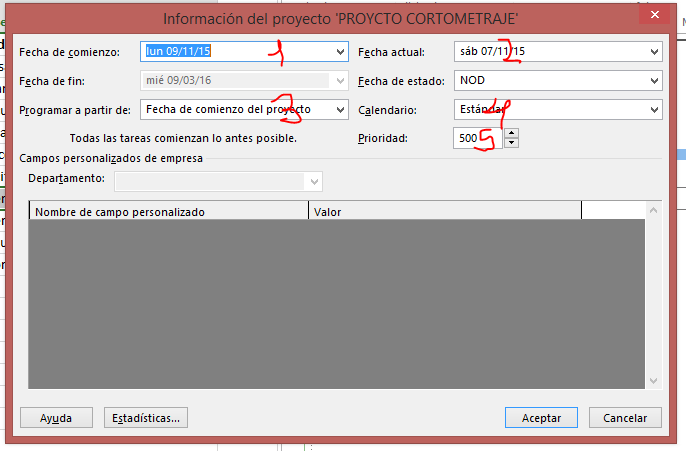 Información del proyecto 'PROYCTO CORTOMETRAJE'
Fecha de comienzo: lun 09/11/15 1 Fecha actual: sáb 07/11/15 2
Fecha de fin: mié 09/03/16 Fecha de estado: NOD
Programar a partir de: Fecha de comienzo del proyecto 3 Calendario: Estándar 4
Todas las tareas comienzan lo antes posible. Prioridad: 500 5
Campos personalizados de empresa
Departamento:
Nombre de campo personalizado Valor
Ayuda Estadísticas... Aceptar Cancelar